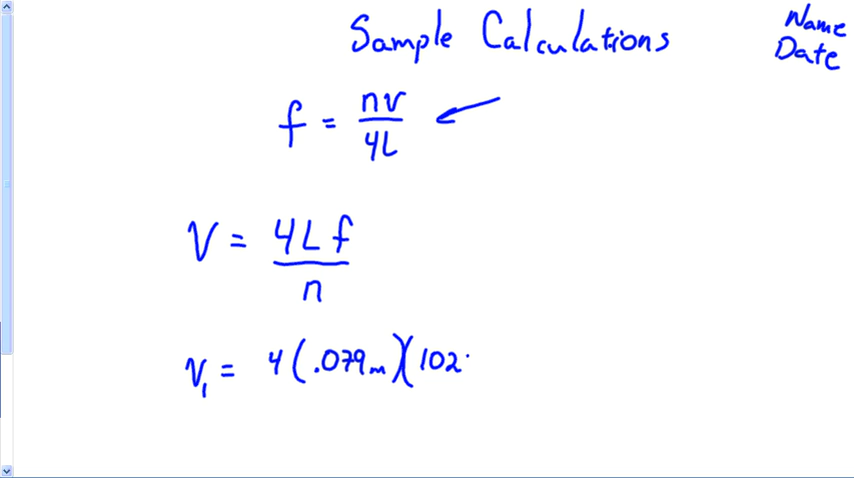 Sample Calculations
Name
Date
f = nv/4L
V = 4Lf/n
V₁ = 4(.079m)(102